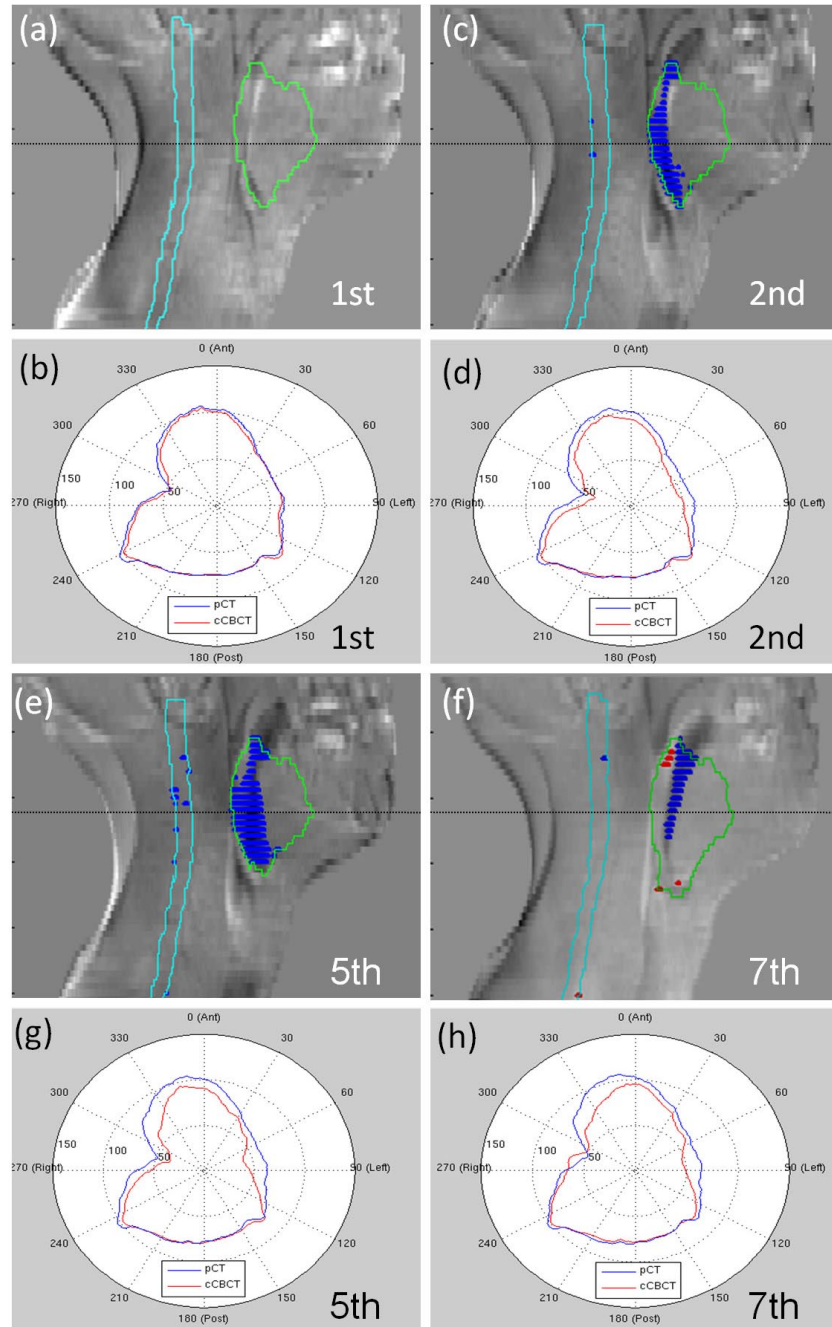 (a)
1st
(c)
2nd
(b)
0 (Ant)
330
30
300
60
150
100
50
270 (Right)
90 (Left)
240
120
210
150
180 (Post)
pCT
cCBCT
1st
(d)
0 (Ant)
330
30
300
60
150
100
50
270 (Right)
90 (Left)
240
120
210
150
180 (Post)
pCT
cCBCT
2nd
(e)
5th
(f)
7th
(g)
0 (Ant)
330
30
300
60
150
100
50
270 (Right)
90 (Left)
240
120
210
150
180 (Post)
pCT
cCBCT
5th
(h)
0 (Ant)
330
30
300
60
150
100
50
270 (Right)
90 (Left)
240
120
210
150
180 (Post)
pCT
cCBCT
7th